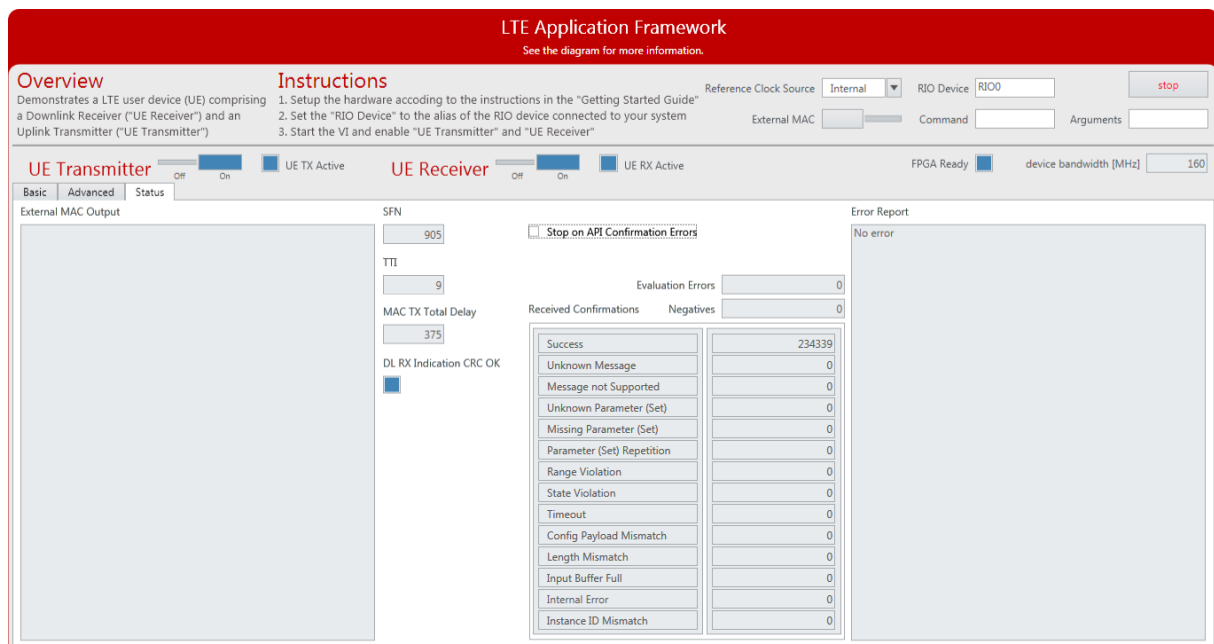 LTE Application Framework
See the diagram for more information.
Overview
Demonstrates a LTE user device (UE) comprising
a Downlink Receiver ("UE Receiver") and an
Uplink Transmitter ("UE Transmitter")
Instructions
1. Setup the hardware accoding to the instructions in the "Getting Started Guide"
2. Set the "RIO Device" to the alias of the RIO device connected to your system
3. Start the VI and enable "UE Transmitter" and "UE Receiver"
Reference Clock Source Internal RIO Device RIO0 stop
External MAC Command Arguments
UE Transmitter Off On UE TX Active UE Receiver Off On UE RX Active FPGA Ready device bandwidth [MHz] 160
Basic Advanced Status
External MAC Output
SFN
905
TTI
9
MAC TX Total Delay
375
DL RX Indication CRC OK
Stop on API Confirmation Errors
Evaluation Errors 0
Received Confirmations Negatives 0
Success 234339
Unknown Message 0
Message not Supported 0
Unknown Parameter (Set) 0
Missing Parameter (Set) 0
Parameter (Set) Repetition 0
Range Violation 0
State Violation 0
Timeout 0
Config Payload Mismatch 0
Length Mismatch 0
Input Buffer Full 0
Internal Error 0
Instance ID Mismatch 0
Error Report
No error